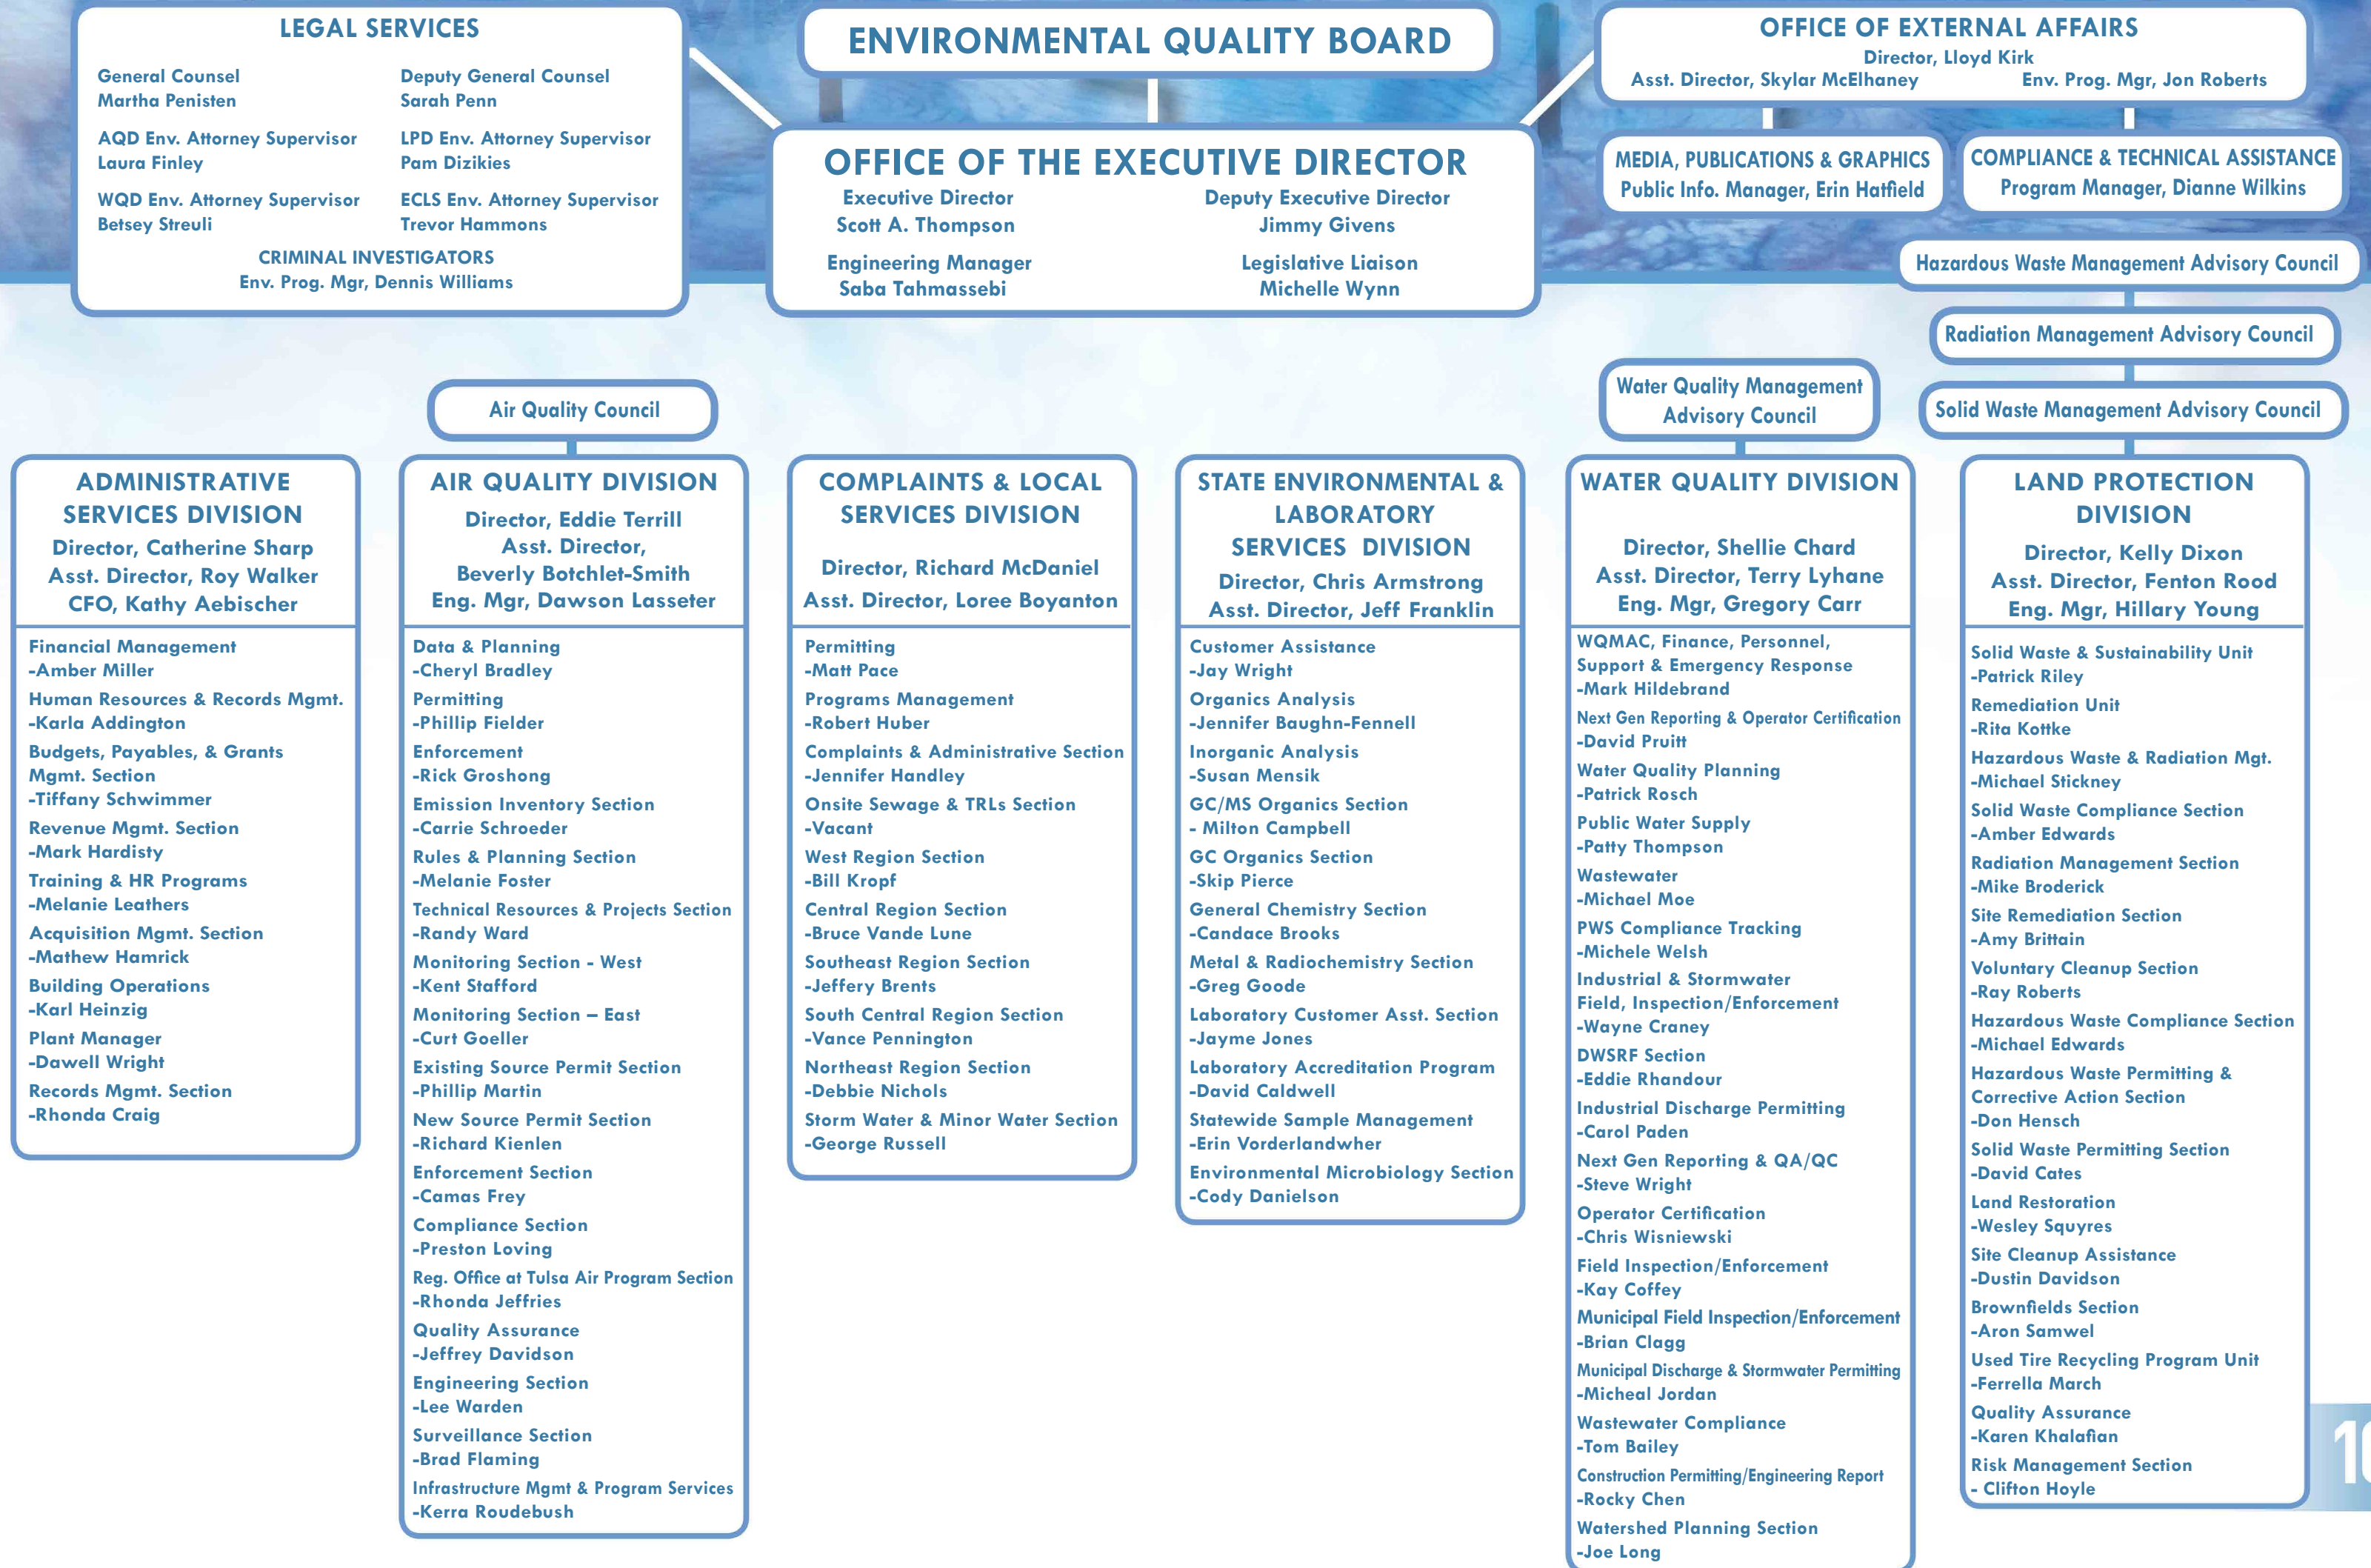 LEGAL SERVICES
General Counsel
Martha Penisten
Deputy General Counsel
Sarah Penn
AQD Env. Attorney Supervisor
Laura Finley
LPD Env. Attorney Supervisor
Pam Dizikies
WQD Env. Attorney Supervisor
Betsey Streuli
ECLS Env. Attorney Supervisor
Trevor Hammons
CRIMINAL INVESTIGATORS
Env. Prog. Mgr, Dennis Williams
ENVIRONMENTAL QUALITY BOARD
OFFICE OF THE EXECUTIVE DIRECTOR
Executive Director
Scott A. Thompson
Deputy Executive Director
Jimmy Givens
Engineering Manager
Saba Tahmassebi
Legislative Liaison
Michelle Wynn
OFFICE OF EXTERNAL AFFAIRS
Director, Lloyd Kirk
Asst. Director, Skylar McElhaney
Env. Prog. Mgr, Jon Roberts
MEDIA, PUBLICATIONS & GRAPHICS
Public Info. Manager, Erin Hatfield
COMPLIANCE & TECHNICAL ASSISTANCE
Program Manager, Dianne Wilkins
Hazardous Waste Management Advisory Council
Radiation Management Advisory Council
Solid Waste Management Advisory Council
Air Quality Council
Water Quality Management
Advisory Council
ADMINISTRATIVE
SERVICES DIVISION
Director, Catherine Sharp
Asst. Director, Roy Walker
CFO, Kathy Aebischer
Financial Management
-Amber Miller
Human Resources & Records Mgmt.
-Karla Addington
Budgets, Payables, & Grants
Mgmt. Section
-Tiffany Schwimmer
Revenue Mgmt. Section
-Mark Hardisty
Training & HR Programs
-Melanie Leathers
Acquisition Mgmt. Section
-Mathew Hamrick
Building Operations
-Karl Heinzig
Plant Manager
-Dawell Wright
Records Mgmt. Section
-Rhonda Craig
AIR QUALITY DIVISION
Director, Eddie Terrill
Asst. Director,
Beverly Botchlet-Smith
Eng. Mgr, Dawson Lasseter
Data & Planning
-Cheryl Bradley
Permitting
-Phillip Fielder
Enforcement
-Rick Groshong
Emission Inventory Section
-Carrie Schroeder
Rules & Planning Section
-Melanie Foster
Technical Resources & Projects Section
-Randy Ward
Monitoring Section - West
-Kent Stafford
Monitoring Section – East
-Curt Goeller
Existing Source Permit Section
-Phillip Martin
New Source Permit Section
-Richard Kienlen
Enforcement Section
-Camas Frey
Compliance Section
-Preston Loving
Reg. Office at Tulsa Air Program Section
-Rhonda Jeffries
Quality Assurance
-Jeffrey Davidson
Engineering Section
-Lee Warden
Surveillance Section
-Brad Flaming
Infrastructure Mgmt & Program Services
-Kerra Roudebush
COMPLAINTS & LOCAL
SERVICES DIVISION
Director, Richard McDaniel
Asst. Director, Loree Boyanton
Permitting
-Matt Pace
Programs Management
-Robert Huber
Complaints & Administrative Section
-Jennifer Handley
Onsite Sewage & TRLs Section
-Vacant
West Region Section
-Bill Kropf
Central Region Section
-Bruce Vande Lune
Southeast Region Section
-Jeffery Brents
South Central Region Section
-Vance Pennington
Northeast Region Section
-Debbie Nichols
Storm Water & Minor Water Section
-George Russell
STATE ENVIRONMENTAL &
LABORATORY
SERVICES DIVISION
Director, Chris Armstrong
Asst. Director, Jeff Franklin
Customer Assistance
-Jay Wright
Organics Analysis
-Jennifer Baughn-Fennell
Inorganic Analysis
-Susan Mensik
GC/MS Organics Section
- Milton Campbell
GC Organics Section
-Skip Pierce
General Chemistry Section
-Candace Brooks
Metal & Radiochemistry Section
-Greg Goode
Laboratory Customer Asst. Section
-Jayme Jones
Laboratory Accreditation Program
-David Caldwell
Statewide Sample Management
-Erin Vorderlandwher
Environmental Microbiology Section
-Cody Danielson
WATER QUALITY DIVISION
Director, Shellie Chard
Asst. Director, Terry Lyhane
Eng. Mgr, Gregory Carr
WQMAC, Finance, Personnel,
Support & Emergency Response
-Mark Hildebrand
Next Gen Reporting & Operator Certification
-David Pruitt
Water Quality Planning
-Patrick Rosch
Public Water Supply
-Patty Thompson
Wastewater
-Michael Moe
PWS Compliance Tracking
-Michele Welsh
Industrial & Stormwater
Field, Inspection/Enforcement
-Wayne Craney
DWSRF Section
-Eddie Rhandour
Industrial Discharge Permitting
-Carol Paden
Next Gen Reporting & QA/QC
-Steve Wright
Operator Certification
-Chris Wisniewski
Field Inspection/Enforcement
-Kay Coffey
Municipal Field Inspection/Enforcement
-Brian Clagg
Municipal Discharge & Stormwater Permitting
-Micheal Jordan
Wastewater Compliance
-Tom Bailey
Construction Permitting/Engineering Report
-Rocky Chen
Watershed Planning Section
-Joe Long
LAND PROTECTION
DIVISION
Director, Kelly Dixon
Asst. Director, Fenton Rood
Eng. Mgr, Hillary Young
Solid Waste & Sustainability Unit
-Patrick Riley
Remediation Unit
-Rita Kottke
Hazardous Waste & Radiation Mgt.
-Michael Stickney
Solid Waste Compliance Section
-Amber Edwards
Radiation Management Section
-Mike Broderick
Site Remediation Section
-Amy Brittain
Voluntary Cleanup Section
-Ray Roberts
Hazardous Waste Compliance Section
-Michael Edwards
Hazardous Waste Permitting &
Corrective Action Section
-Don Hensch
Solid Waste Permitting Section
-David Cates
Land Restoration
-Wesley Squyres
Site Cleanup Assistance
-Dustin Davidson
Brownfields Section
-Aron Samwel
Used Tire Recycling Program Unit
-Ferrella March
Quality Assurance
-Karen Khalafian
Risk Management Section
- Clifton Hoyle